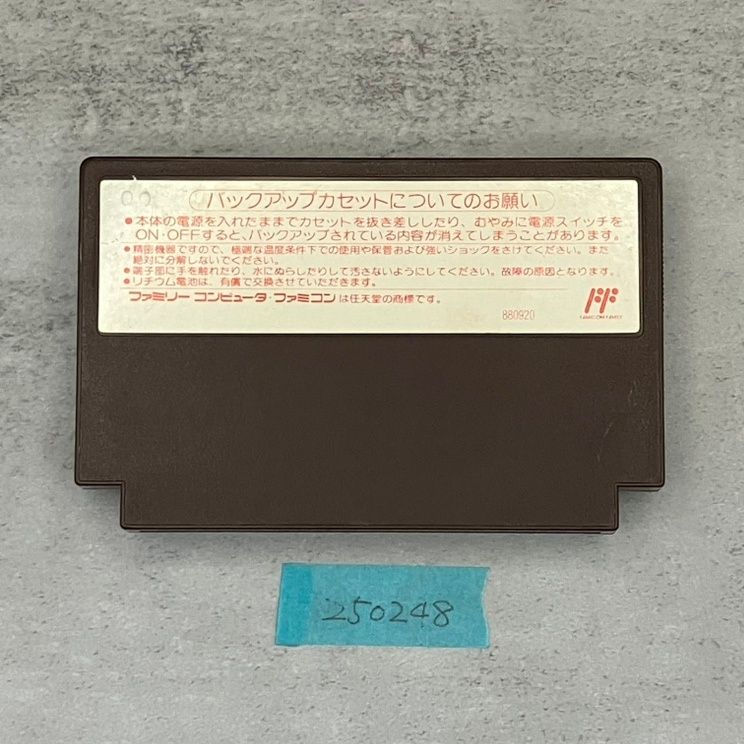 バックアップカセットについてのお願い
●本体の電源を入れたままでカセットを抜き差ししたり、むやみに電源スイッチを
ON・OFFすると、バックアップされている内容が消えてしまうことがあります。
●精密機器ですので、極端な温度条件下での使用や保管および強いショックをさけてください。また
絶対に分解しないでください。
●端子部に手を触れたり、水にぬらしたりして汚さないようにしてください。故障の原因となります。
●リチウム電池は、有償で交換させていただきます。
ファミリー コンピュータ・ファミコンは任天堂の商標です。
880920
250248